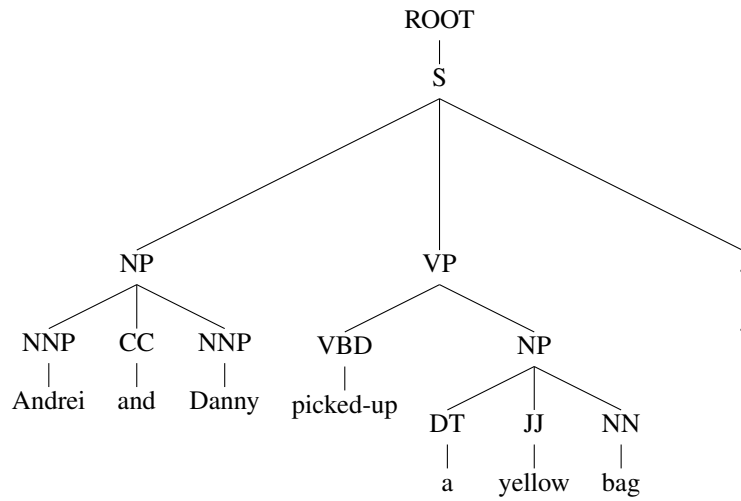 ROOT
S
NP VP .
NNP CC NNP VBD NP .
Andrei and Danny picked-up
DT JJ NN
a yellow bag